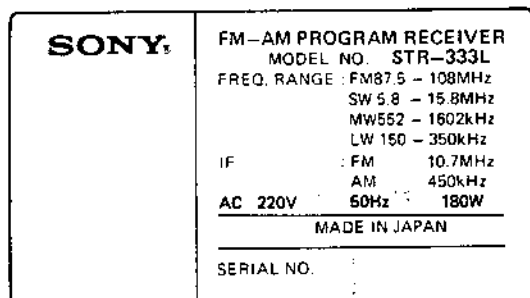 SONY
FM–AM PROGRAM RECEIVER
MODEL NO. STR–333L
FREQ. RANGE : FM87.5 – 108MHz
SW 5.8 – 15.8MHz
MW552 – 1602kHz
LW 150 – 350kHz
IF : FM 10.7MHz
AM 450kHz
AC 220V 50Hz 180W
MADE IN JAPAN
SERIAL NO.